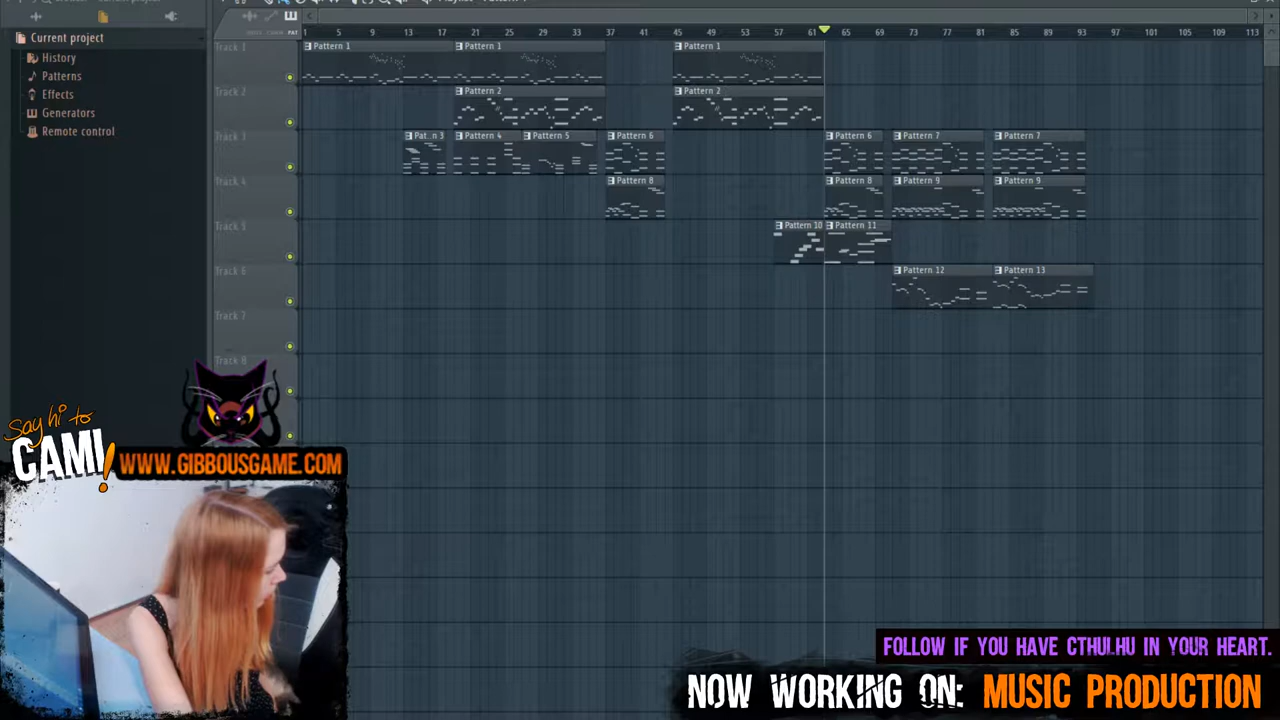 1 5 9 13 17 21 25 29 33 37 41 45 49 53 57 61 65 69 73 77 81 85 89 93 97 101 105 109 113
Current project
History
Patterns
Effects
Generators
Remote control
Track 1
Pattern 1
Pattern 1
Pattern 1
Track 2
Pattern 2
Pattern 2
Track 3
Pat..n 3
Pattern 4
Pattern 5
Pattern 6
Pattern 6
Pattern 7
Pattern 7
Track 4
Pattern 8
Pattern 8
Pattern 9
Pattern 9
Track 5
Pattern 10
Pattern 11
Track 6
Pattern 12
Pattern 13
Track 7
Track 8
Say hi to
CAMI!
WWW.GIBBOUSGAME.COM
FOLLOW IF YOU HAVE CTHULHU IN YOUR HEART.
NOW WORKING ON: MUSIC PRODUCTION